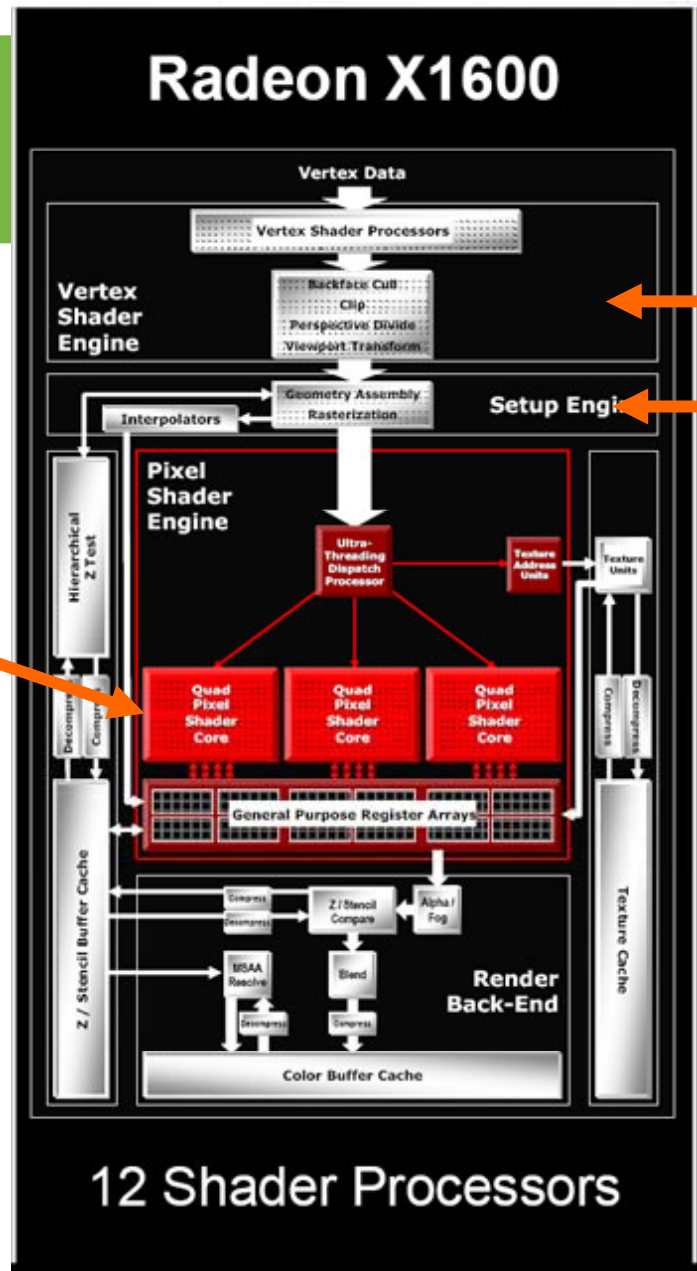 Radeon X1600
Vertex Data
Vertex Shader Processors
Vertex
Shader
Engine
Backface Cull
Clip
Perspective Divide
Viewport Transform
Geometry Assembly
Rasterization
Setup Engin
Interpolators
Pixel
Shader
Engine
Hierarchical
Z Test
Ultra-
Threading
Dispatch
Processor
Texture
Address
Units
Texture
Units
Quad
Pixel
Shader
Core
Quad
Pixel
Shader
Core
Quad
Pixel
Shader
Core
Decompress
Compress
Compress
Decompress
General Purpose Register Arrays
Z / Stencil Buffer Cache
Compress
Decompress
Z / Stencil
Compare
Alpha /
Fog
MSAA
Resolve
Blend
Render
Back-End
Decompress
Compress
Texture Cache
Color Buffer Cache
12 Shader Processors